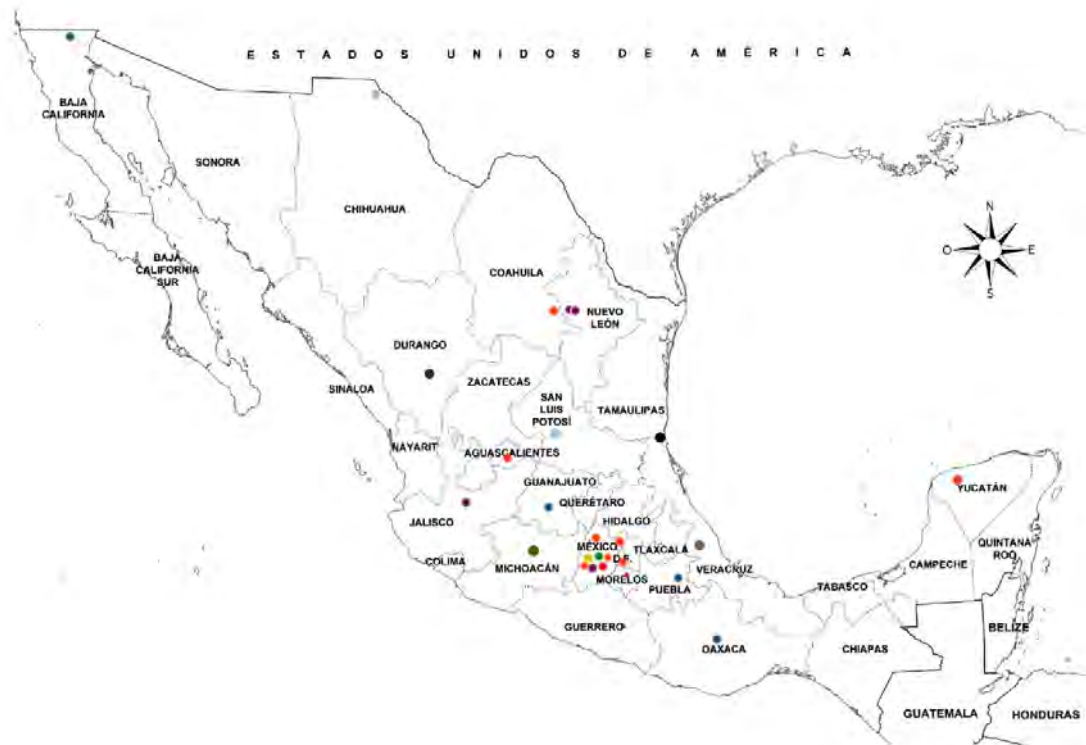 ESTADOS UNIDOS DE AMÉRICA
BAJA
CALIFORNIA
SONORA
CHIHUAHUA
N
O
E
S
BAJA
CALIFORNIA
SUR
COAHUILA
NUEVO
LEÓN
DURANGO
ZACATECAS
SINALOA
SAN
LUIS
POTOSÍ
TAMAULIPAS
NAYARIT
AGUASCALIENTES
GUANAJUATO
QUERÉTARO
YUCATÁN
HIDALGO
JALISCO
MÉXICO
D.F.
TLAXCALA
QUINTANA
ROO
COLIMA
MICHOACÁN
MORELOS
PUEBLA
VERACRUZ
CAMPECHE
TABASCO
GUERRERO
OAXACA
CHIAPAS
BELIZE
GUATEMALA
HONDURAS